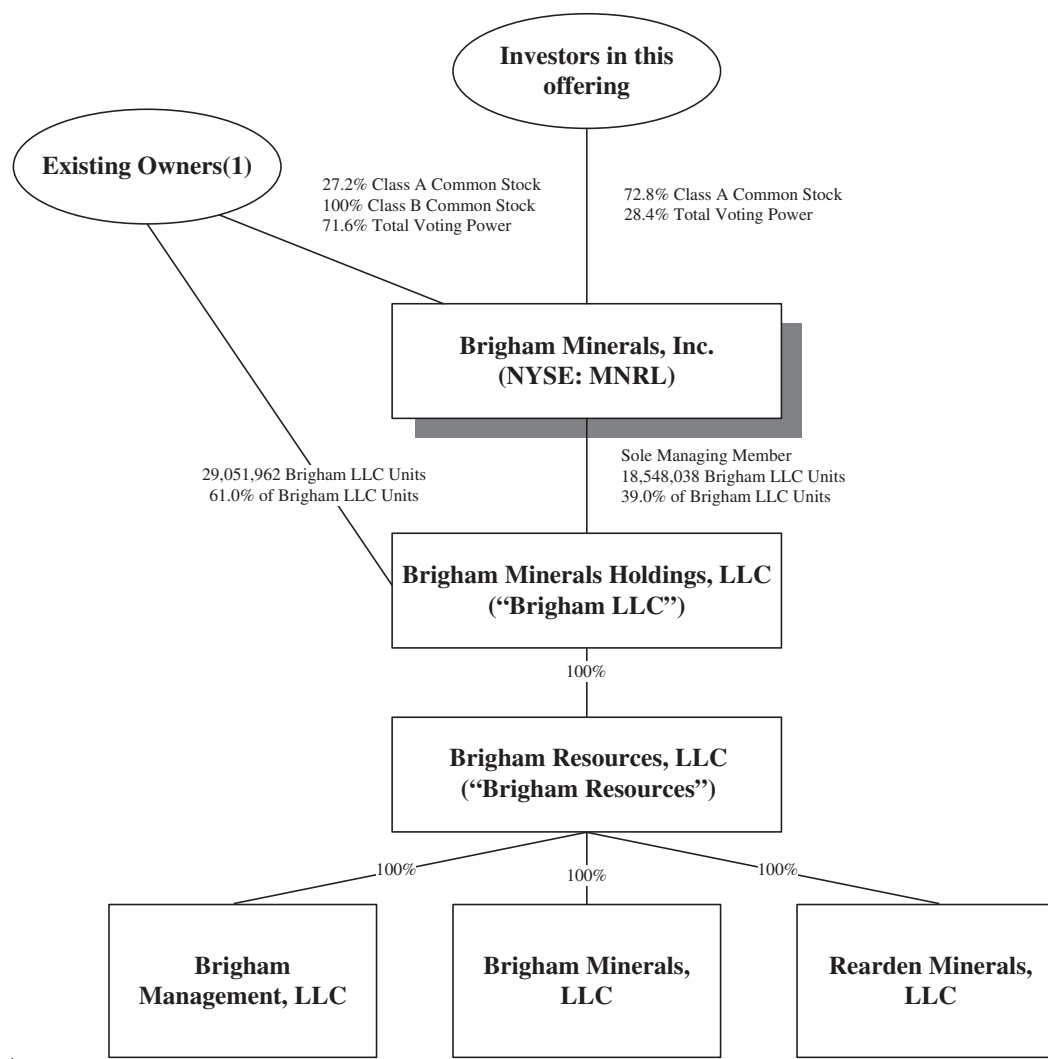 Investors in this
offering
Existing Owners(1)
27.2% Class A Common Stock
100% Class B Common Stock
71.6% Total Voting Power
72.8% Class A Common Stock
28.4% Total Voting Power
Brigham Minerals, Inc.
(NYSE: MNRL)
29,051,962 Brigham LLC Units
61.0% of Brigham LLC Units
Sole Managing Member
18,548,038 Brigham LLC Units
39.0% of Brigham LLC Units
Brigham Minerals Holdings, LLC
(“Brigham LLC”)
100%
Brigham Resources, LLC
(“Brigham Resources”)
100%
100%
100%
Brigham
Management, LLC
Brigham Minerals,
LLC
Rearden Minerals,
LLC